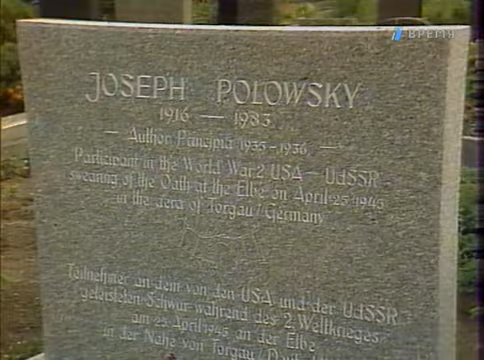 1-ВРЕМЯ
JOSEPH POLOWSKY
1916 — 1983
— Author Principia 1935-1936 —
Participant in the World War 2 USA — UdSSR
swearing of the Oath at the Elbe on April 25 1945
in the aera of Torgau/Germany
Teilnehmer an dem von den USA und der UdSSR
geleisteten Schwur während des 2. Weltkrieges
am 25 April 1945 an der Elbe
in der Nähe von Torgau/